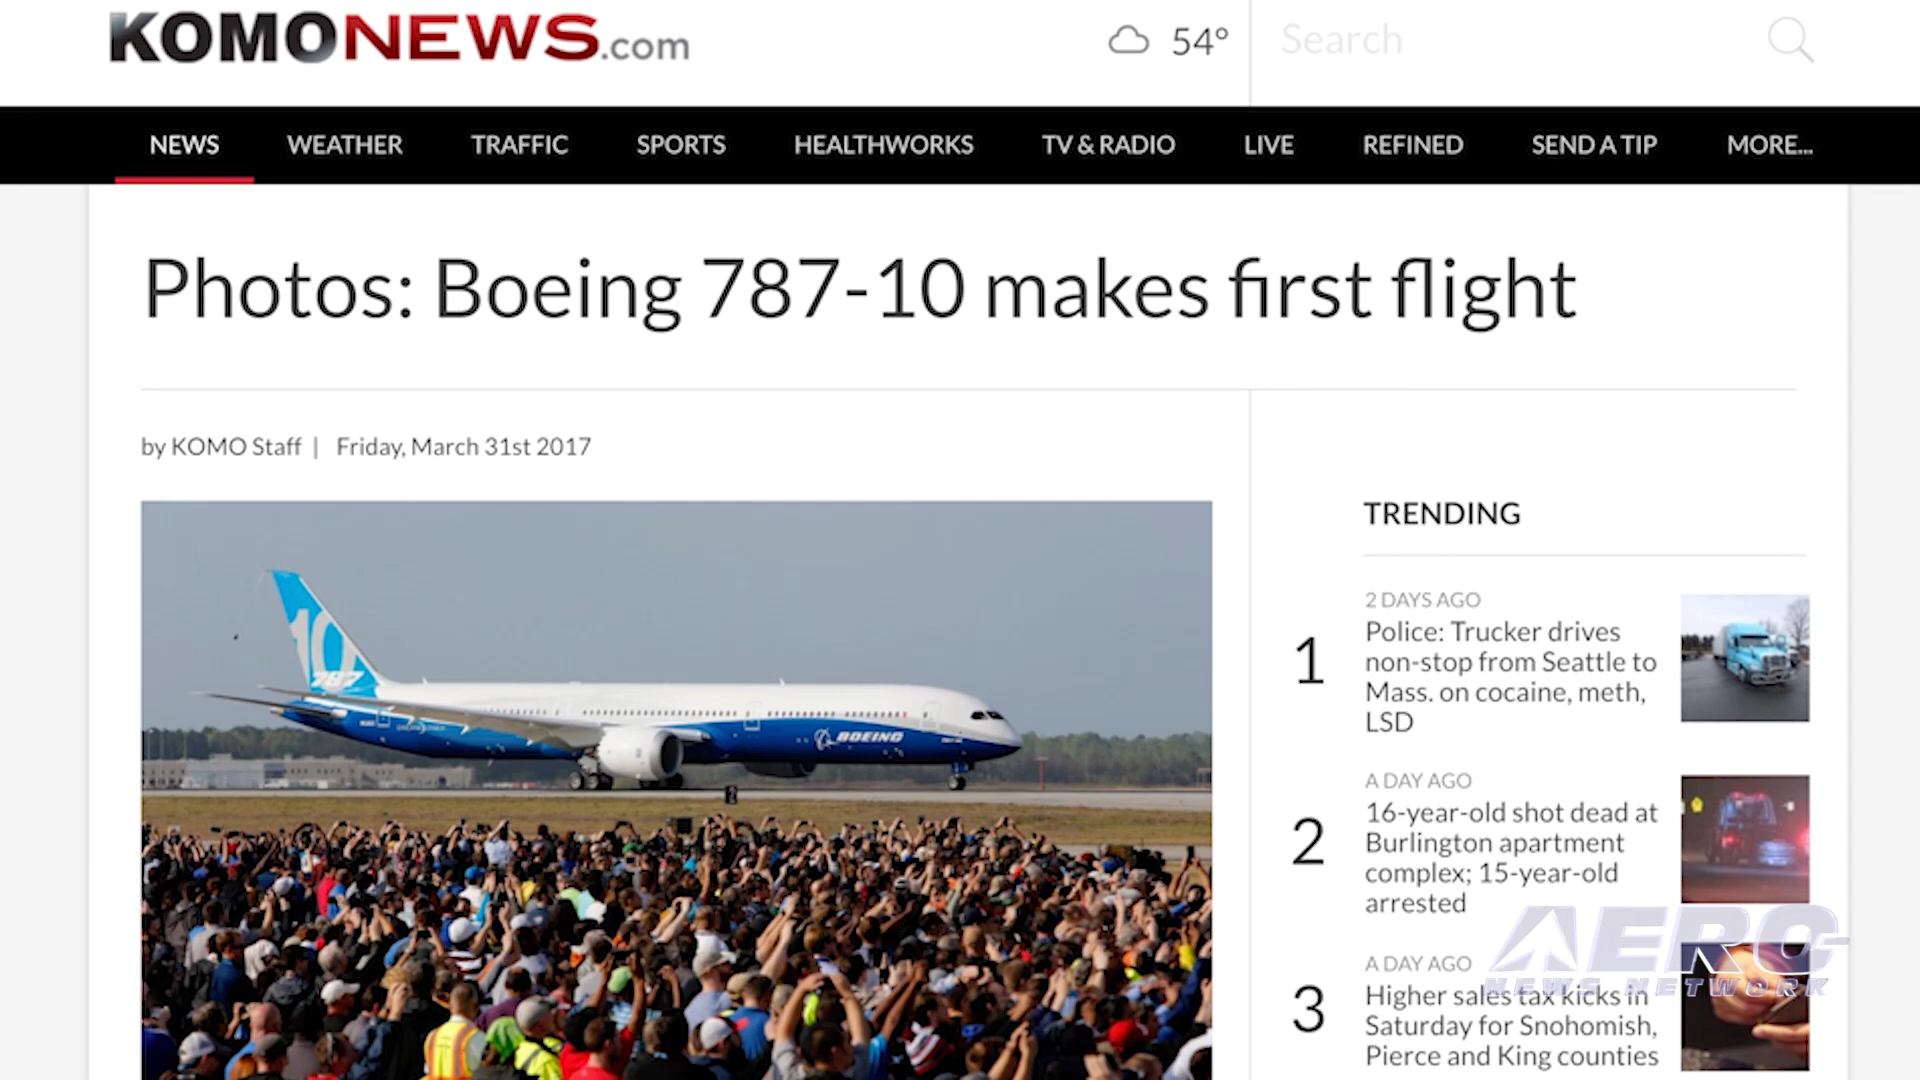 KOMONEWS.com
54°
Search
NEWS WEATHER TRAFFIC SPORTS HEALTHWORKS TV & RADIO LIVE REFINED SEND A TIP MORE...
Photos: Boeing 787-10 makes first flight
by KOMO Staff | Friday, March 31st 2017
10
787
BOEING
TRENDING
1
2 DAYS AGO
Police: Trucker drives
non-stop from Seattle to
Mass. on cocaine, meth,
LSD
2
A DAY AGO
16-year-old shot dead at
Burlington apartment
complex; 15-year-old
arrested
3
A DAY AGO
Higher sales tax kicks in
Saturday for Snohomish,
Pierce and King counties
AERO
NEWS NETWORK